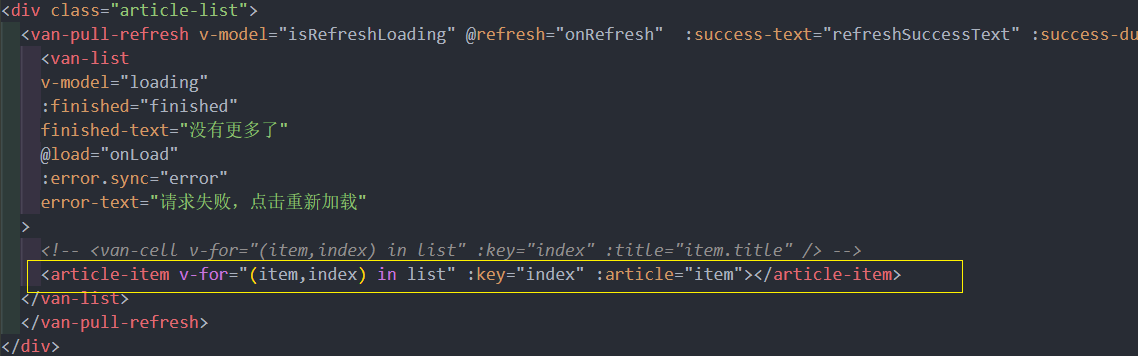 <div class="article-list">
<van-pull-refresh v-model="isRefreshLoading" @refresh="onRefresh"  :success-text="refreshSuccessText" :success-du
<van-list
v-model="loading"
:finished="finished"
finished-text="没有更多了"
@load="onLoad"
:error.sync="error"
error-text="请求失败，点击重新加载"
>
<!-- <van-cell v-for="(item,index) in list" :key="index" :title="item.title" /> -->
<article-item v-for="(item,index) in list" :key="index" :article="item"></article-item>
</van-list>
</van-pull-refresh>
</div>